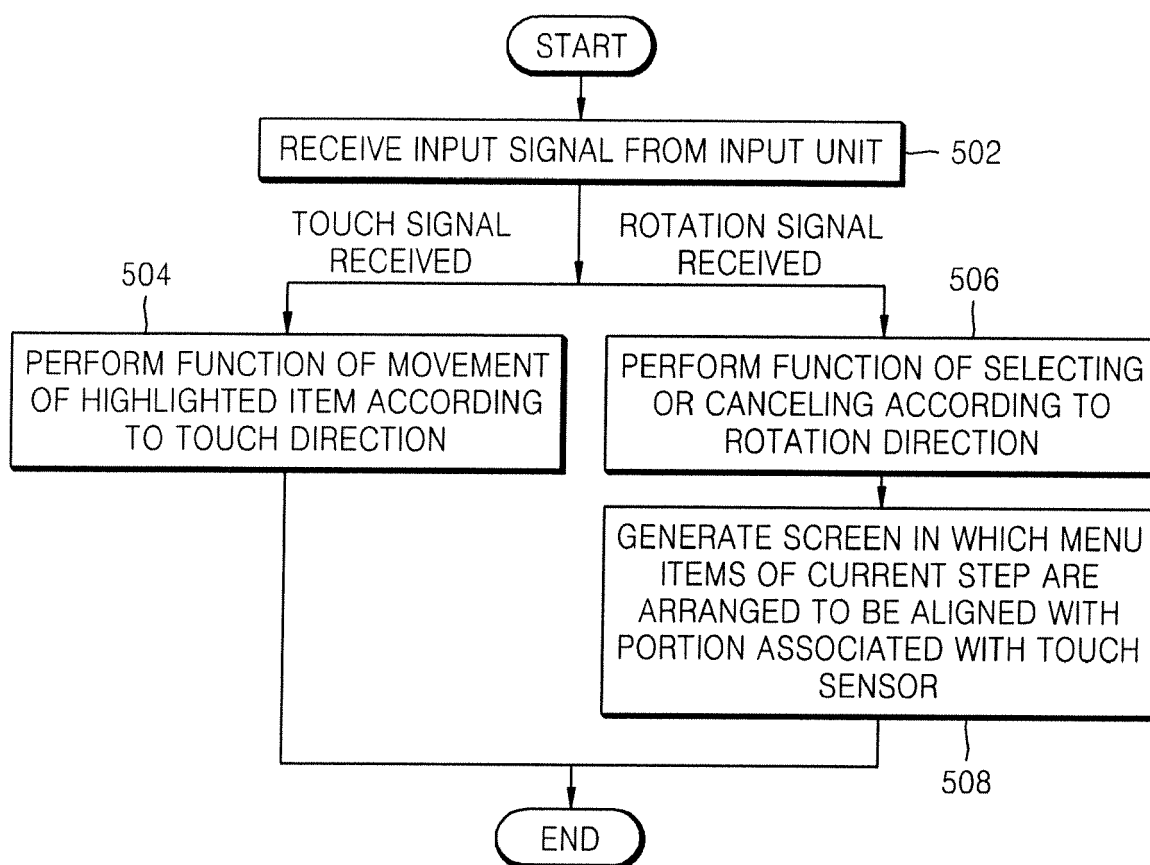 START
RECEIVE INPUT SIGNAL FROM INPUT UNIT
502
TOUCH SIGNAL
RECEIVED
ROTATION SIGNAL
RECEIVED
504
PERFORM FUNCTION OF MOVEMENT
OF HIGHLIGHTED ITEM ACCORDING
TO TOUCH DIRECTION
506
PERFORM FUNCTION OF SELECTING
OR CANCELING ACCORDING TO
ROTATION DIRECTION
GENERATE SCREEN IN WHICH MENU
ITEMS OF CURRENT STEP ARE
ARRANGED TO BE ALIGNED WITH
PORTION ASSOCIATED WITH TOUCH
SENSOR
508
END